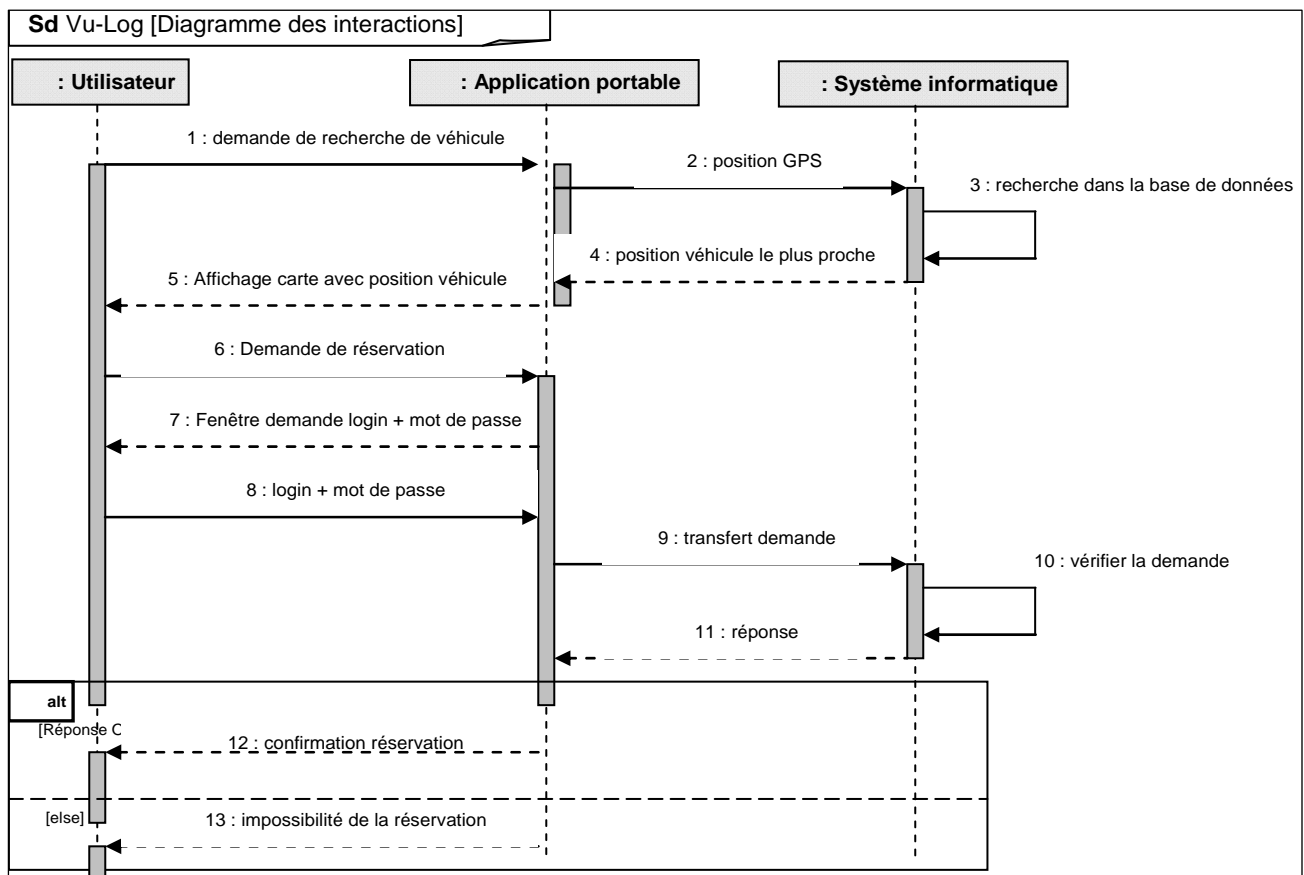 Sd Vu-Log [Diagramme des interactions]
: Utilisateur
: Application portable
: Système informatique
1 : demande de recherche de véhicule
2 : position GPS
3 : recherche dans la base de données
4 : position véhicule le plus proche
5 : Affichage carte avec position véhicule
6 : Demande de réservation
7 : Fenêtre demande login + mot de passe
8 : login + mot de passe
9 : transfert demande
10 : vérifier la demande
11 : réponse
alt
[Réponse
12 : confirmation réservation
[else]
13 : impossibilité de la réservation